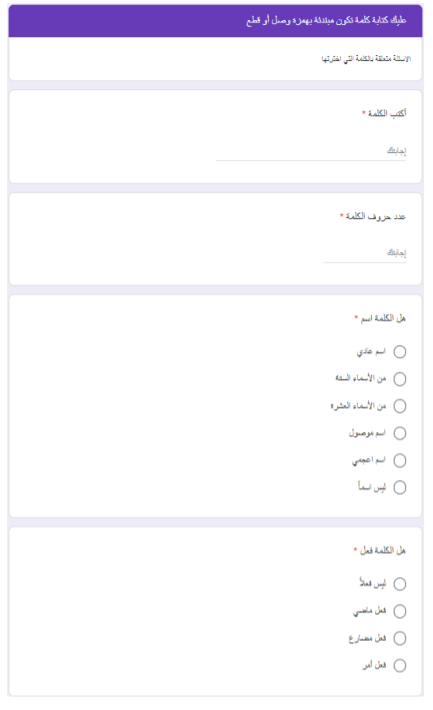 عليك كتابة كلمة تكون مبتدئة بهمزة وصل أو قطع
الاسئلة متعلقة بالكلمة التي اخترتها
أكتب الكلمة *
إجابتك
عدد حروف الكلمة *
إجابتك
هل الكلمة اسم *
اسم عادي
من الأسماء الستة
من الأسماء العشرة
اسم موصول
اسم اعجمي
ليس اسماً
هل الكلمة فعل *
ليس فعلاً
فعل ماضي
فعل مضارع
فعل أمر